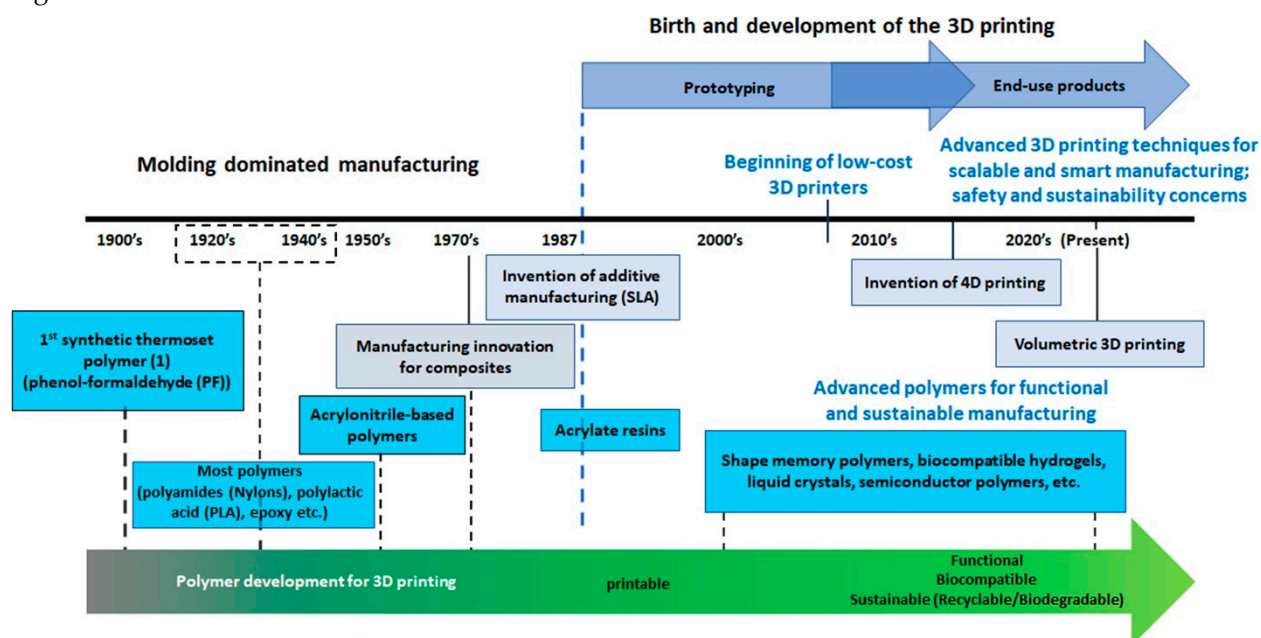 Birth and development of the 3D printing
Prototyping
End-use products
Molding dominated manufacturing
Beginning of low-cost
3D printers
Advanced 3D printing techniques for
scalable and smart manufacturing;
safety and sustainability concerns
1900's
1920's
1940's
1950's
1970's
1987
2000's
2010's
2020's (Present)
Invention of additive
manufacturing (SLA)
Invention of 4D printing
1st synthetic thermoset
polymer (1)
(phenol-formaldehyde (PF))
Manufacturing innovation
for composites
Volumetric 3D printing
Acrylonitrile-based
polymers
Acrylate resins
Advanced polymers for functional
and sustainable manufacturing
Most polymers
(polyamides (Nylons), polylactic
acid (PLA), epoxy etc.)
Shape memory polymers, biocompatible hydrogels,
liquid crystals, semiconductor polymers, etc.
Polymer development for 3D printing
printable
Functional
Biocompatible
Sustainable (Recyclable/Biodegradable)